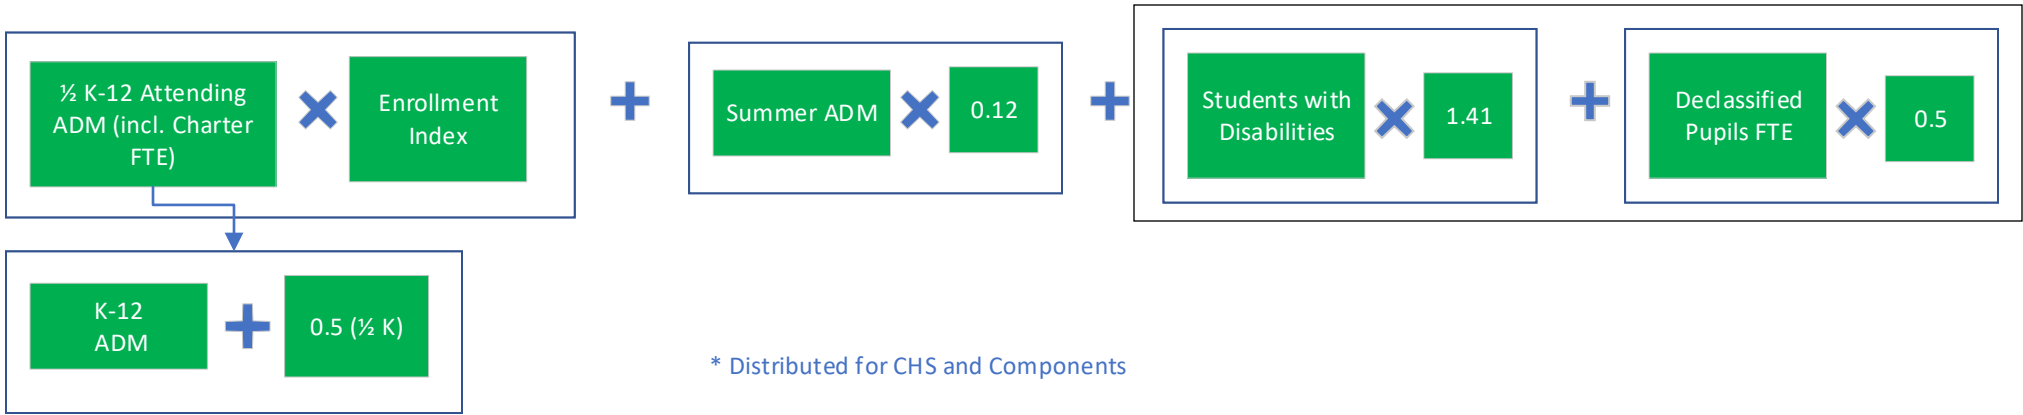 ½ K-12 Attending
ADM (incl. Charter
FTE)
Enrollment
Index
Summer ADM
0.12
Students with
Disabilities
1.41
Declassified
Pupils FTE
0.5
K-12
ADM
0.5 (½ K)
* Distributed for CHS and Components